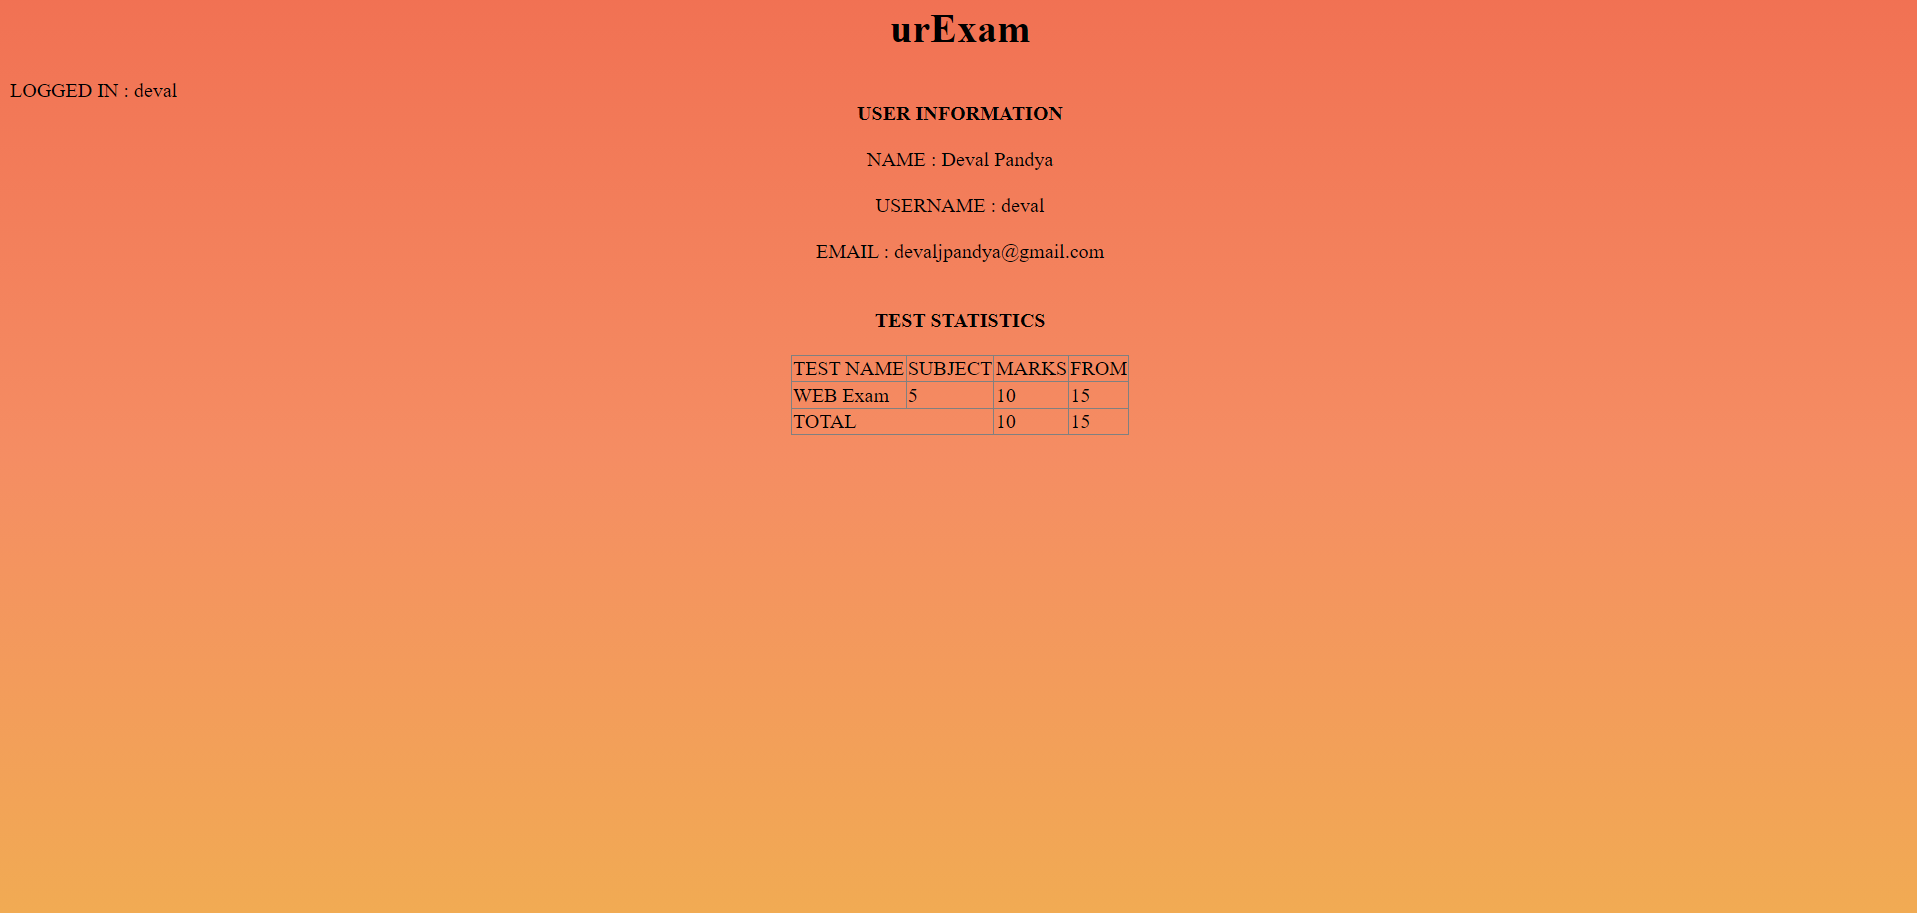 urExam
LOGGED IN : deval
USER INFORMATION
NAME : Deval Pandya
USERNAME : deval
EMAIL : devaljpandya@gmail.com
TEST STATISTICS
TEST NAME SUBJECT MARKS FROM
WEB Exam 5 10 15
TOTAL 10 15